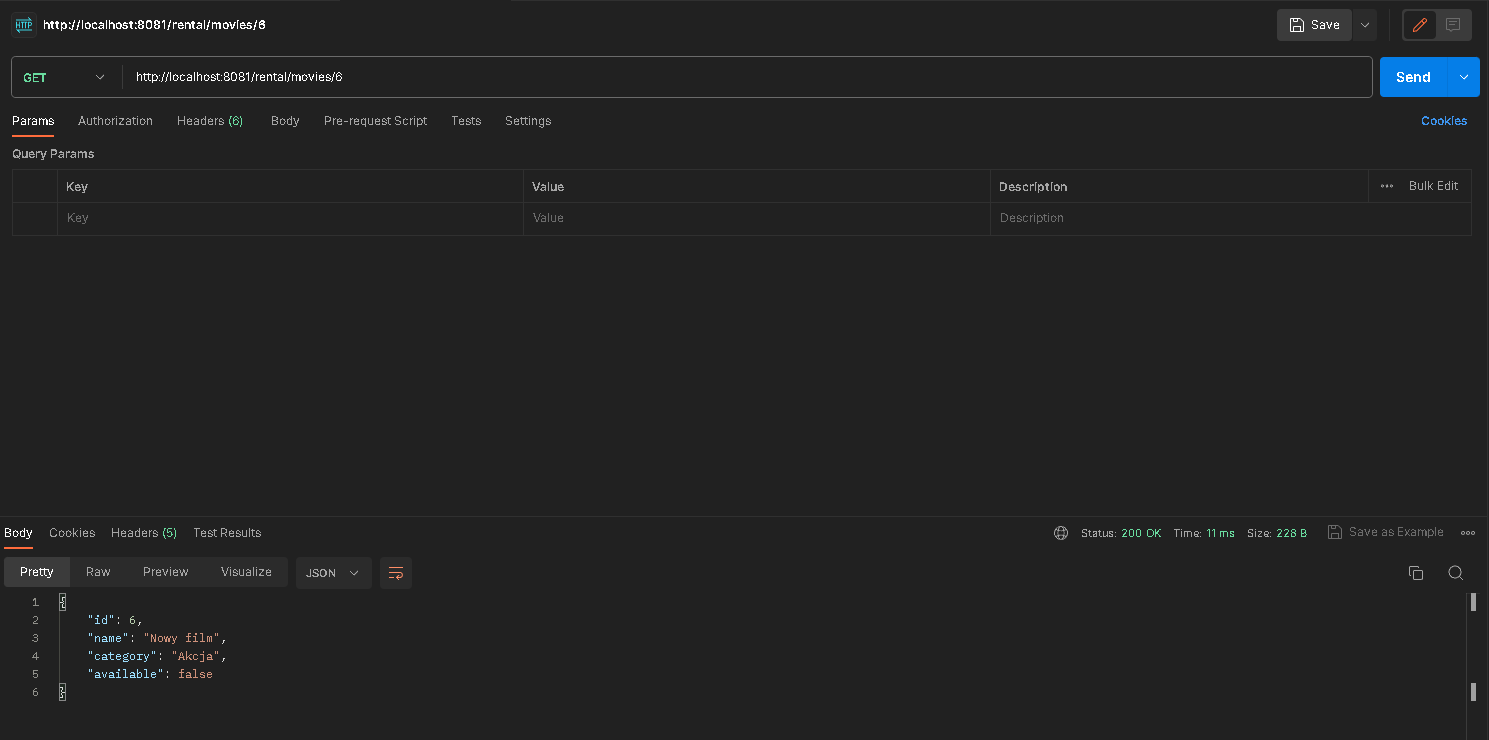 HTTP http://localhost:8081/rental/movies/6 Save
GET http://localhost:8081/rental/movies/6 Send
Params Authorization Headers (6) Body Pre-request Script Tests Settings Cookies
Query Params
Key Value Description ••• Bulk Edit
Key Value Description
Body Cookies Headers (5) Test Results Status: 200 OK Time: 11 ms Size: 228 B Save as Example •••
Pretty Raw Preview Visualize JSON
1 {
2 "id": 6,
3 "name": "Nowy film",
4 "category": "Akcja",
5 "available": false
6 }